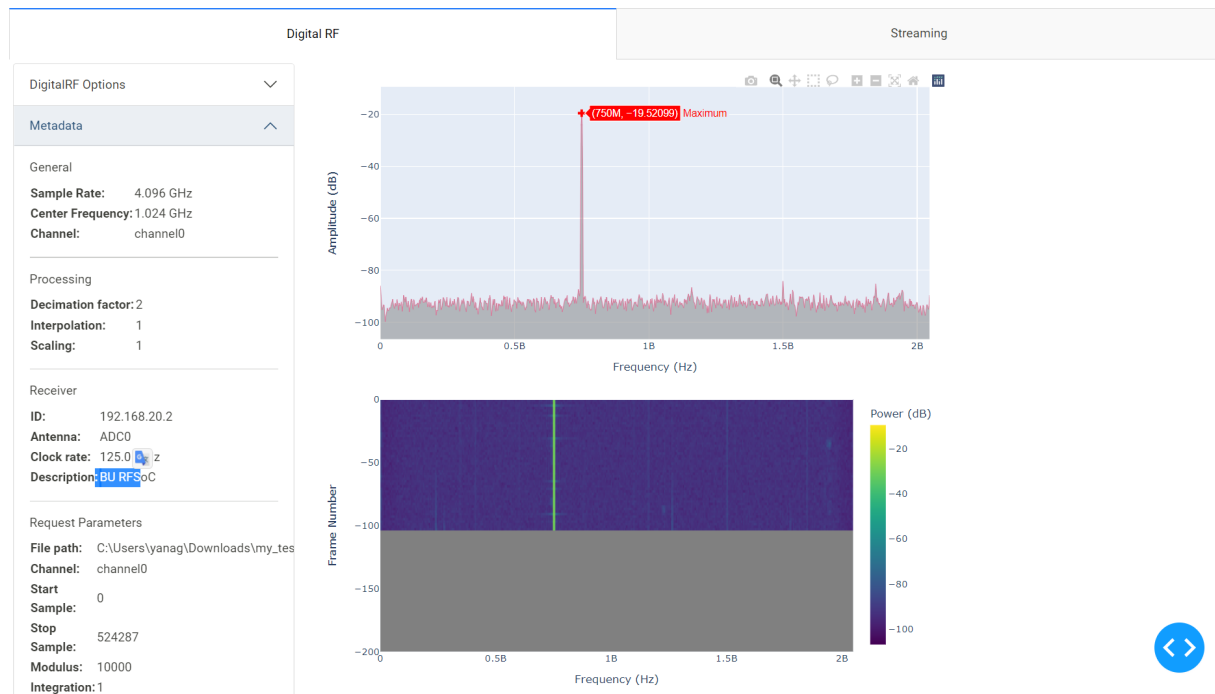 Digital RF
Streaming
DigitalRF Options
Metadata
General
Sample Rate: 4.096 GHz
Center Frequency: 1.024 GHz
Channel: channel0
Processing
Decimation factor: 2
Interpolation: 1
Scaling: 1
Receiver
ID: 192.168.20.2
Antenna: ADC0
Clock rate: 125.0 z
Description: BU RFSoC
Request Parameters
File path: C:\Users\yanag\Downloads\my_tes
Channel: channel0
Start
Sample: 0
Stop
Sample: 524287
Modulus: 10000
Integration: 1
(750M, −19.52099) Maximum
−20
−40
−60
−80
−100
Amplitude (dB)
0 0.5B 1B 1.5B 2B
Frequency (Hz)
0
−50
−100
−150
−200
Frame Number
0 0.5B 1B 1.5B 2B
Frequency (Hz)
Power (dB)
−20
−40
−60
−80
−100